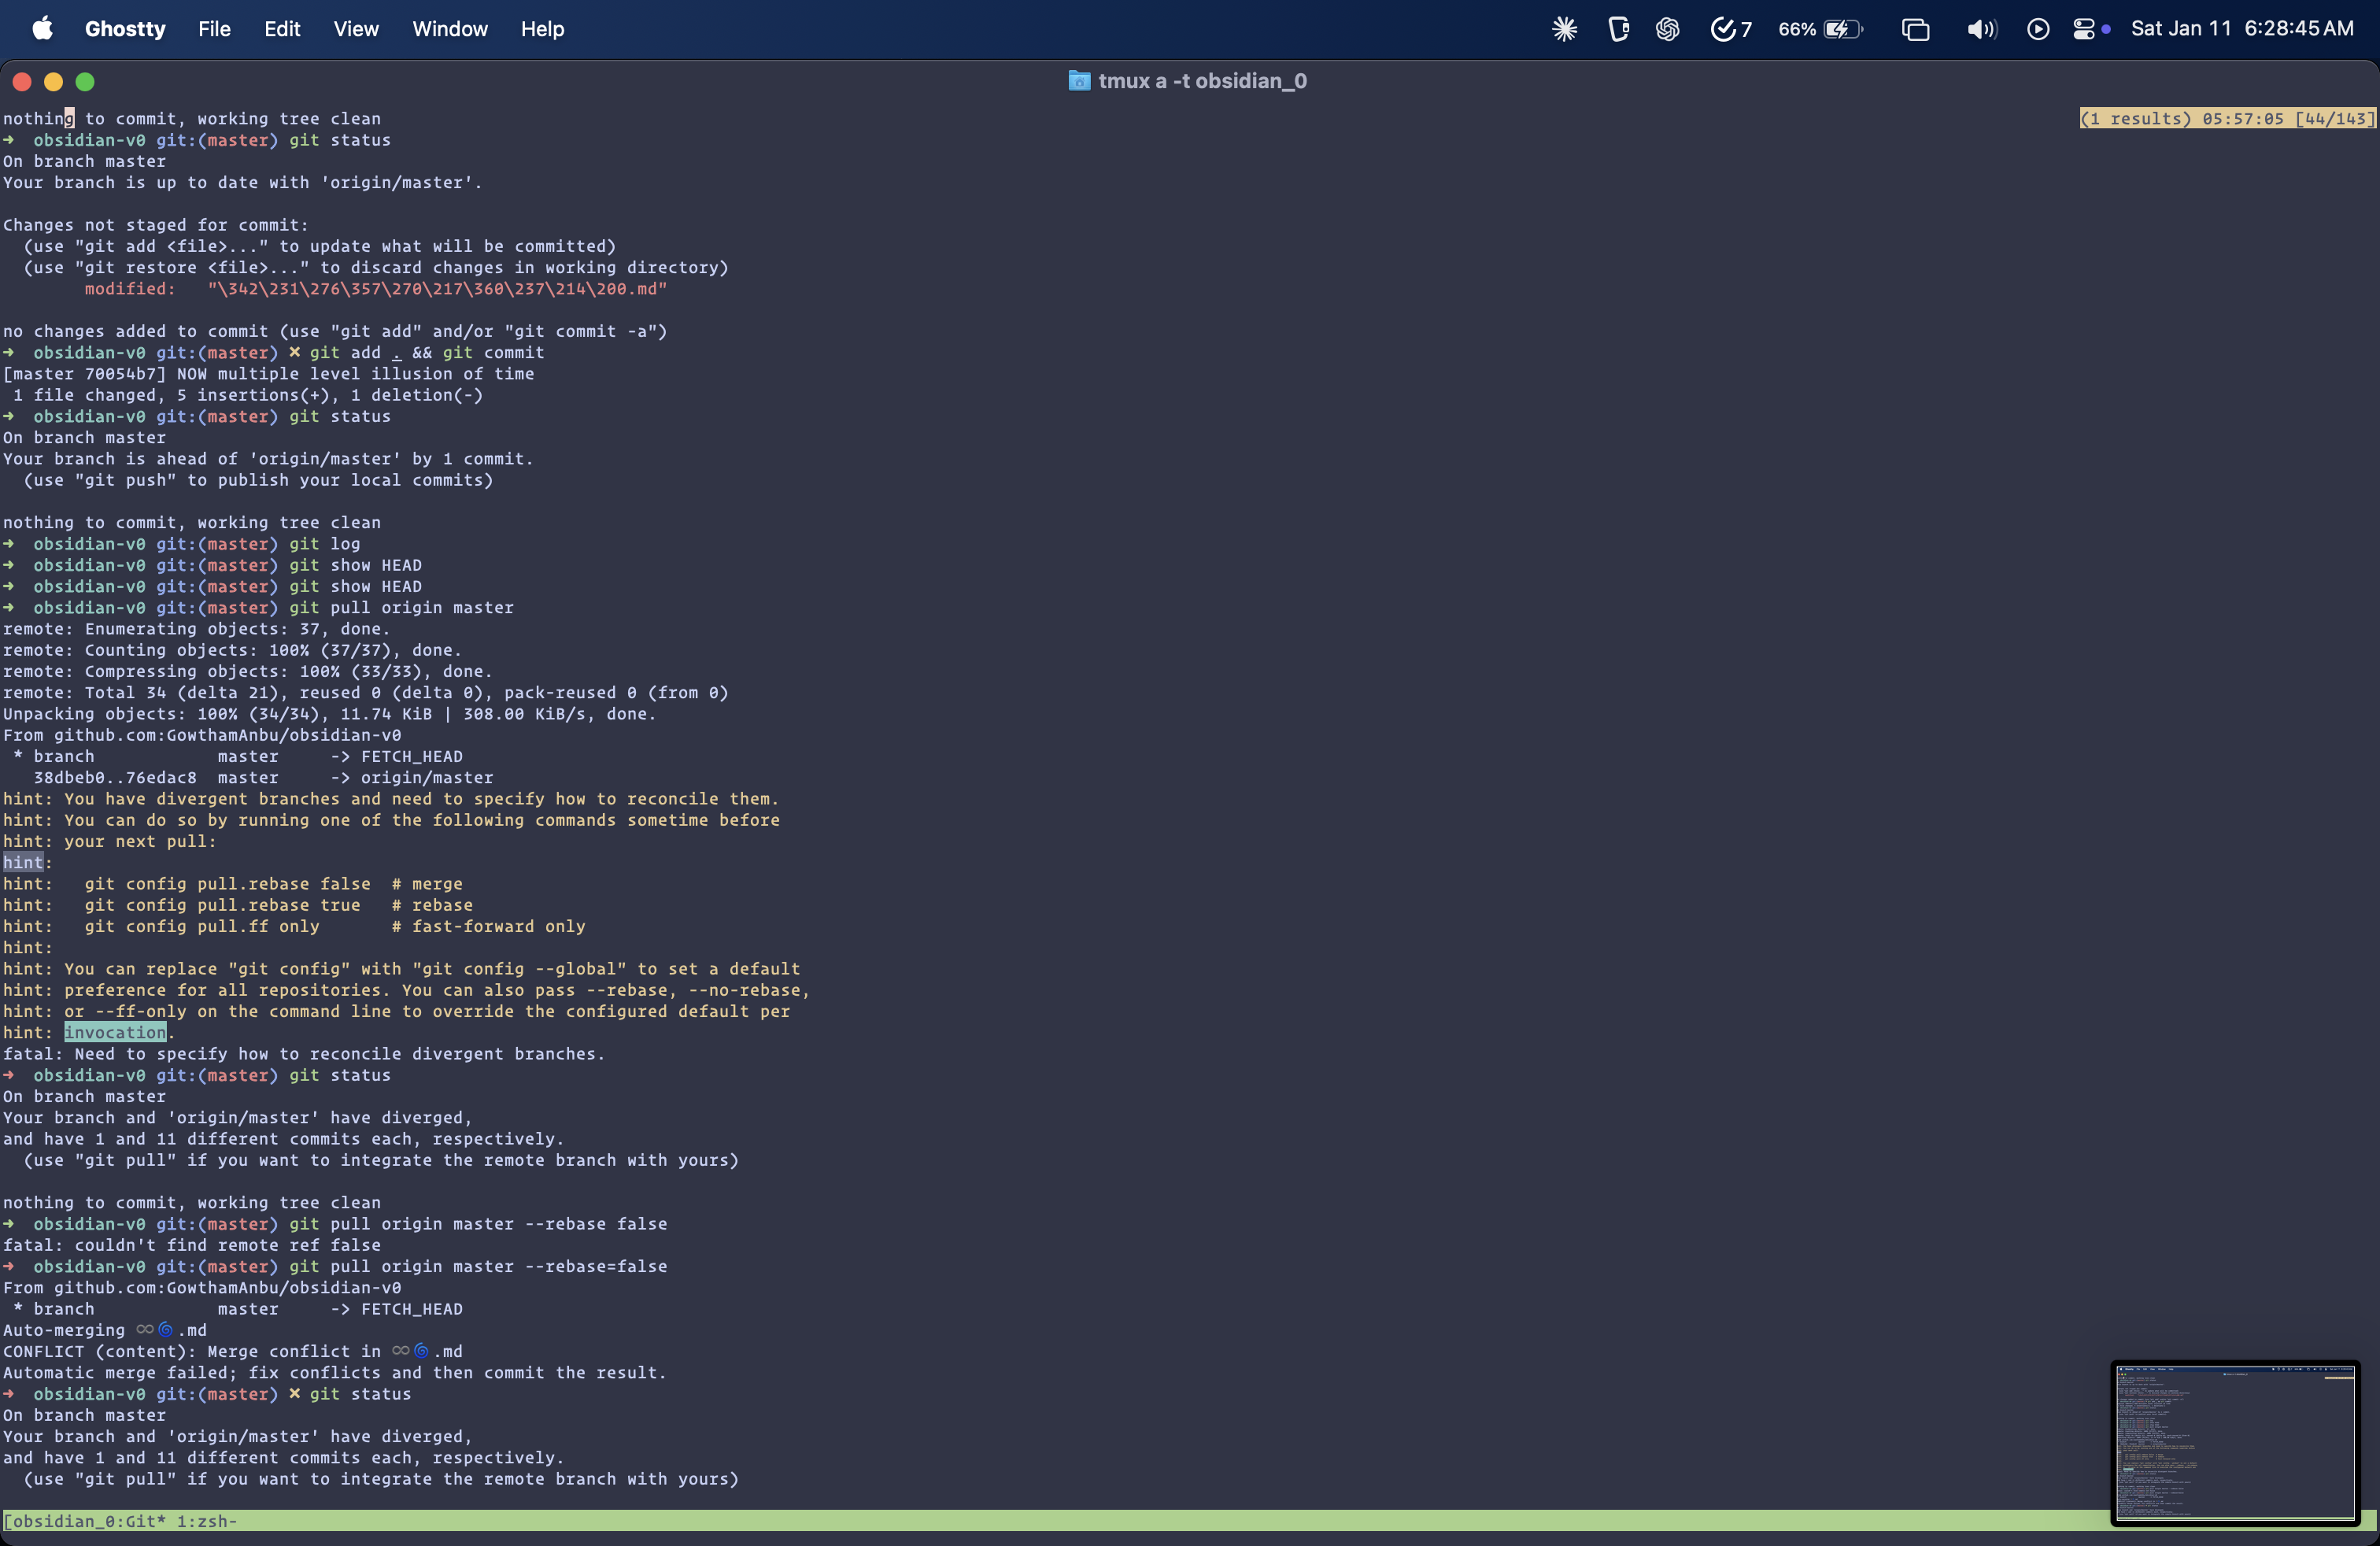 Ghostty File Edit View Window Help 7 66% Sat Jan 11 6:28:45 AM
tmux a -t obsidian_0
nothing to commit, working tree clean (1 results) 05:57:05 [44/143]
➜  obsidian-v0 git:(master) git status
On branch master
Your branch is up to date with 'origin/master'.

Changes not staged for commit:
  (use "git add <file>..." to update what will be committed)
  (use "git restore <file>..." to discard changes in working directory)
        modified:   "\342\231\276\357\270\217\360\237\214\200.md"

no changes added to commit (use "git add" and/or "git commit -a")
➜  obsidian-v0 git:(master) ✗ git add . && git commit
[master 70054b7] NOW multiple level illusion of time
 1 file changed, 5 insertions(+), 1 deletion(-)
➜  obsidian-v0 git:(master) git status
On branch master
Your branch is ahead of 'origin/master' by 1 commit.
  (use "git push" to publish your local commits)

nothing to commit, working tree clean
➜  obsidian-v0 git:(master) git log
➜  obsidian-v0 git:(master) git show HEAD
➜  obsidian-v0 git:(master) git show HEAD
➜  obsidian-v0 git:(master) git pull origin master
remote: Enumerating objects: 37, done.
remote: Counting objects: 100% (37/37), done.
remote: Compressing objects: 100% (33/33), done.
remote: Total 34 (delta 21), reused 0 (delta 0), pack-reused 0 (from 0)
Unpacking objects: 100% (34/34), 11.74 KiB | 308.00 KiB/s, done.
From github.com:GowthamAnbu/obsidian-v0
 * branch            master     -> FETCH_HEAD
   38dbeb0..76edac8  master     -> origin/master
hint: You have divergent branches and need to specify how to reconcile them.
hint: You can do so by running one of the following commands sometime before
hint: your next pull:
hint:
hint:   git config pull.rebase false  # merge
hint:   git config pull.rebase true   # rebase
hint:   git config pull.ff only       # fast-forward only
hint:
hint: You can replace "git config" with "git config --global" to set a default
hint: preference for all repositories. You can also pass --rebase, --no-rebase,
hint: or --ff-only on the command line to override the configured default per
hint: invocation.
fatal: Need to specify how to reconcile divergent branches.
➜  obsidian-v0 git:(master) git status
On branch master
Your branch and 'origin/master' have diverged,
and have 1 and 11 different commits each, respectively.
  (use "git pull" if you want to integrate the remote branch with yours)

nothing to commit, working tree clean
➜  obsidian-v0 git:(master) git pull origin master --rebase false
fatal: couldn't find remote ref false
➜  obsidian-v0 git:(master) git pull origin master --rebase=false
From github.com:GowthamAnbu/obsidian-v0
 * branch            master     -> FETCH_HEAD
Auto-merging ♾️🌀.md
CONFLICT (content): Merge conflict in ♾️🌀.md
Automatic merge failed; fix conflicts and then commit the result.
➜  obsidian-v0 git:(master) ✗ git status
On branch master
Your branch and 'origin/master' have diverged,
and have 1 and 11 different commits each, respectively.
  (use "git pull" if you want to integrate the remote branch with yours)

[obsidian_0:Git* 1:zsh-